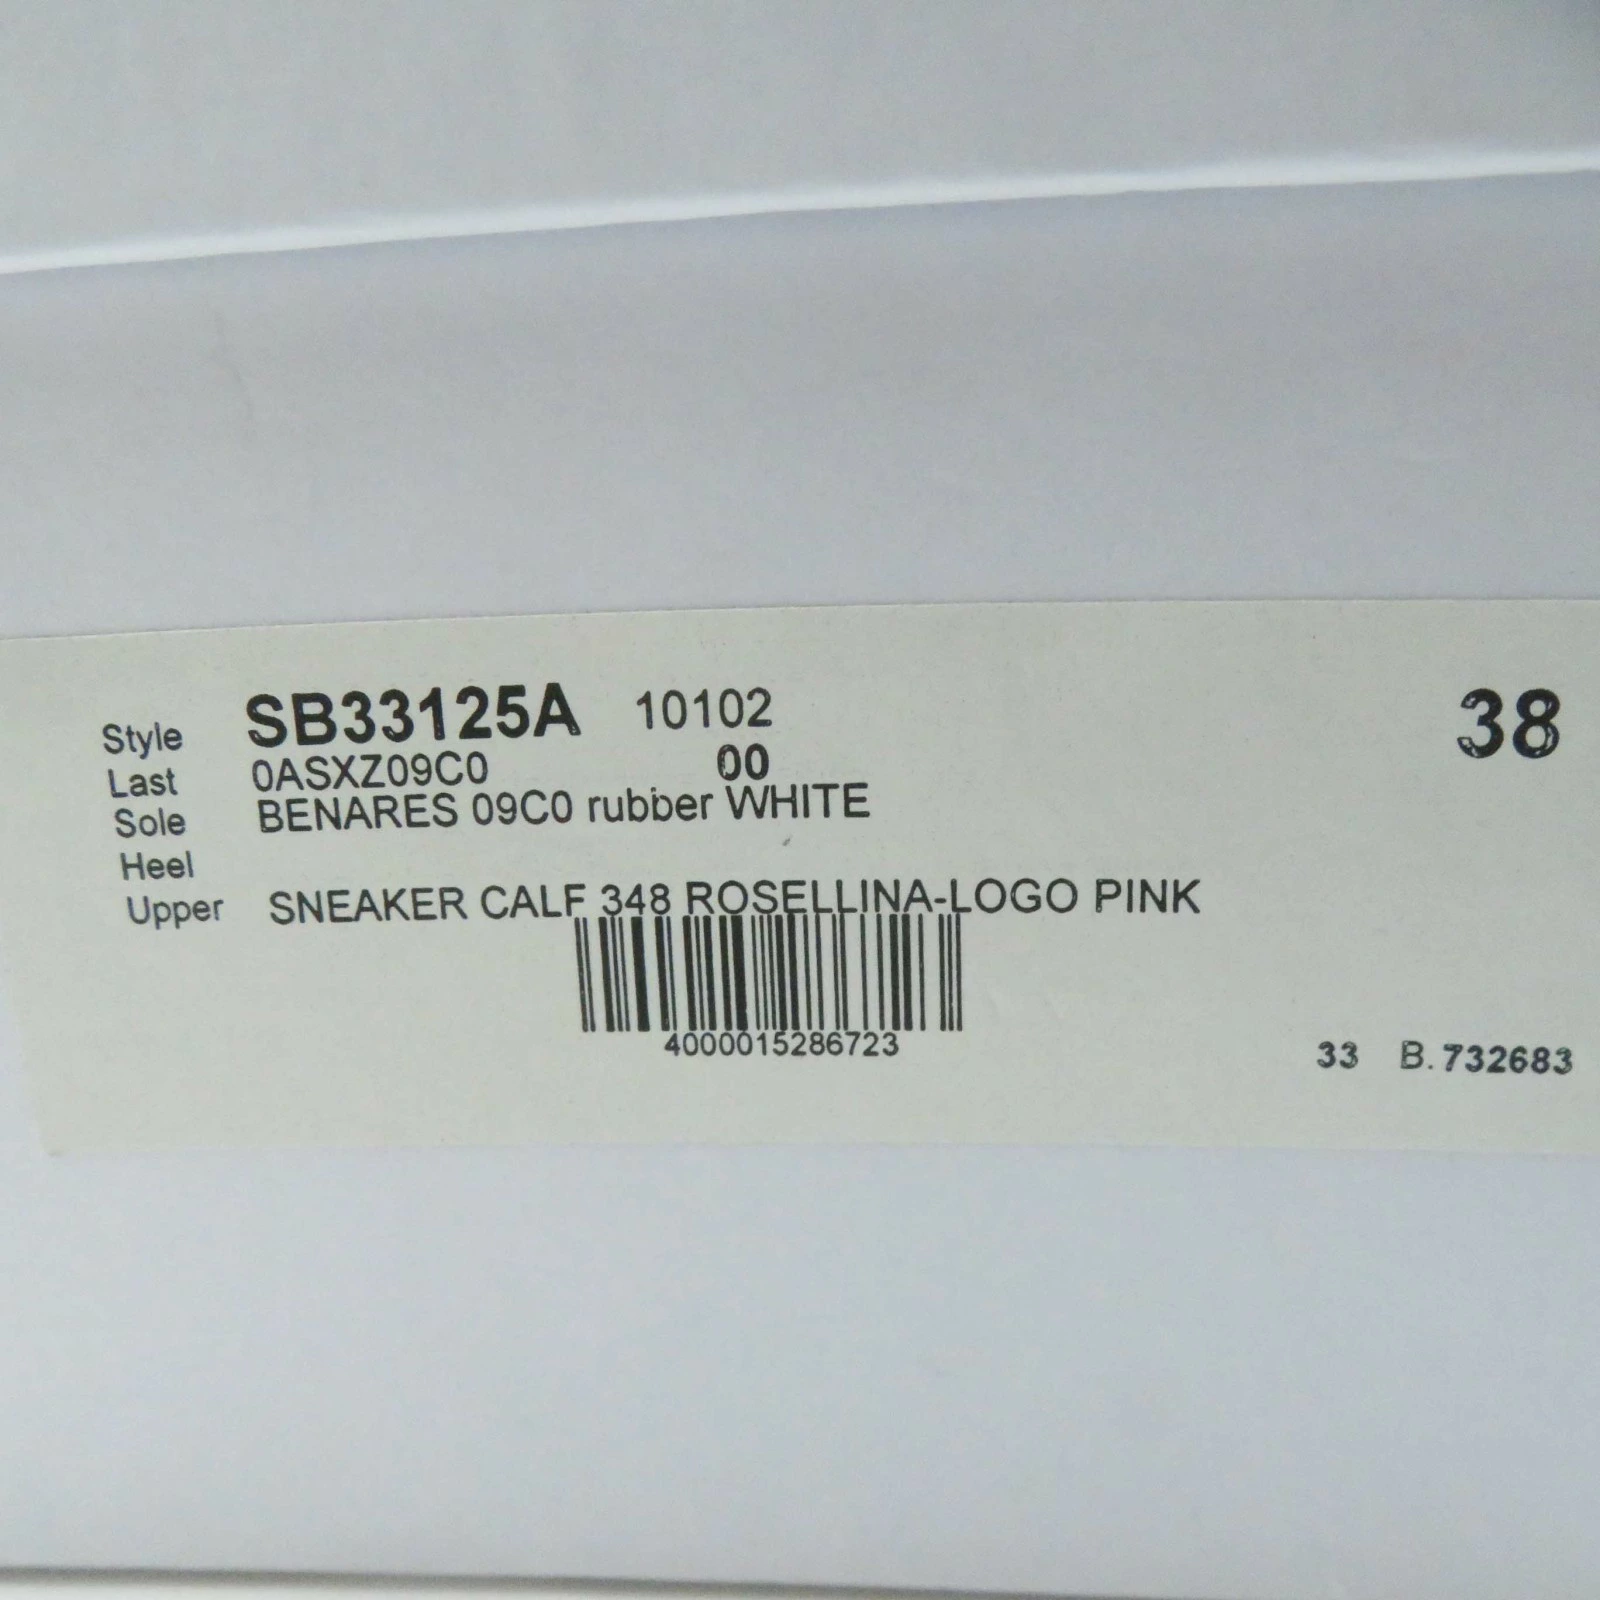 Style SB33125A 10102 38
Last 0ASXZ09C0 00
Sole BENARES 09C0 rubber WHITE
Heel
Upper SNEAKER CALF 348 ROSELLINA-LOGO PINK
4000015286723
33 B. 732683